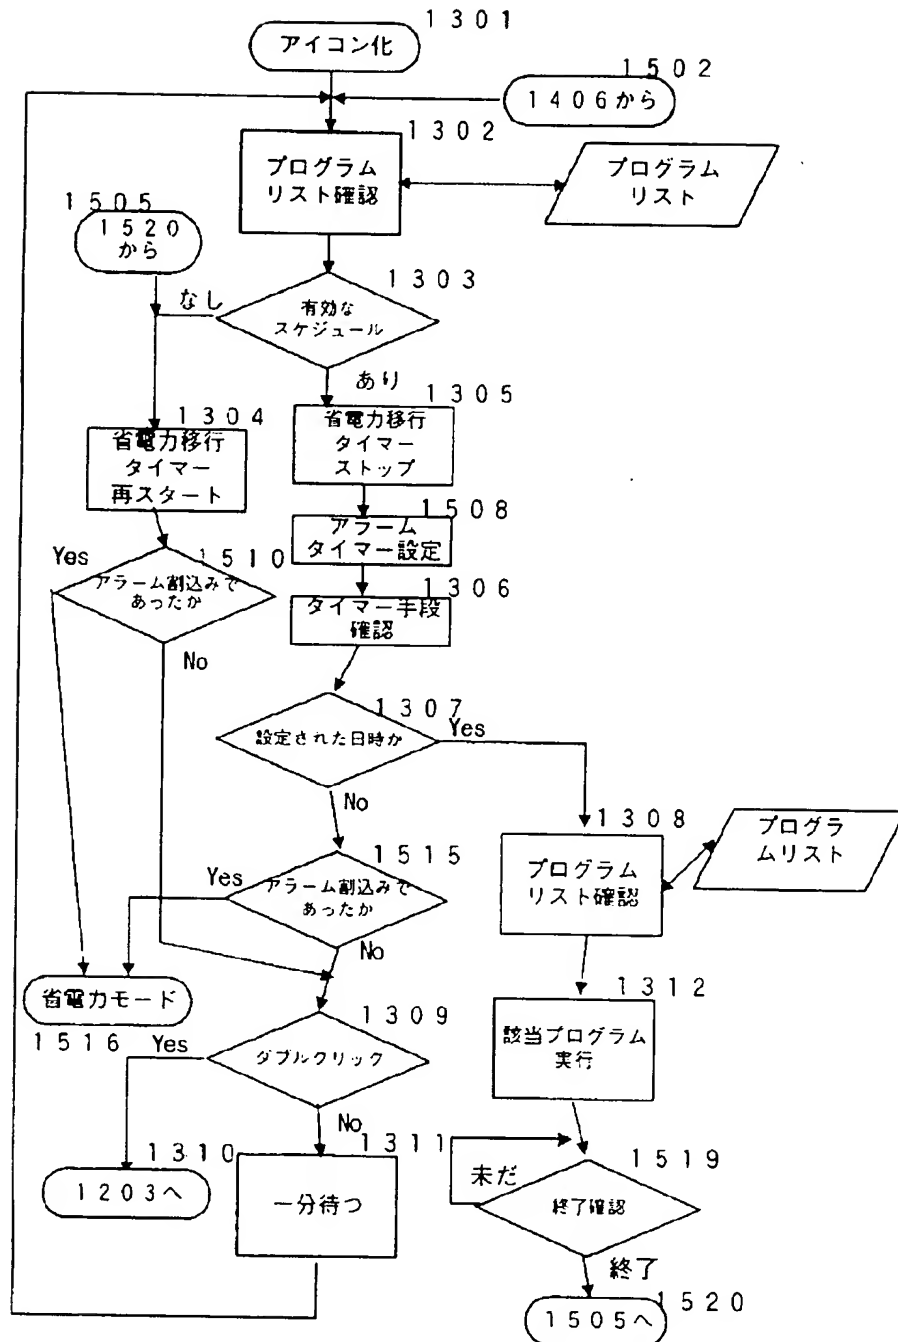 1301
アイコン化
1502
1406から
1302
プログラム
リスト確認
プログラム
リスト
1505
1520
から
1303
なし
有効な
スケジュール
あり
1305
1304
省電力移行
タイマー
ストップ
省電力移行
タイマー
再スタート
1508
アラーム
タイマー設定
Yes
1510
アラーム割込みで
あったか
1306
タイマー手段
確認
No
1307
設定された日時か
Yes
No
1308
プログラ
ムリスト
プログラム
リスト確認
1515
Yes
アラーム割込みで
あったか
No
省電力モード
1516
1312
該当プログラム
実行
1309
Yes
ダブルクリック
No
1310
1203へ
1311
一分待つ
1519
未だ
終了確認
終了
1520
1505へ